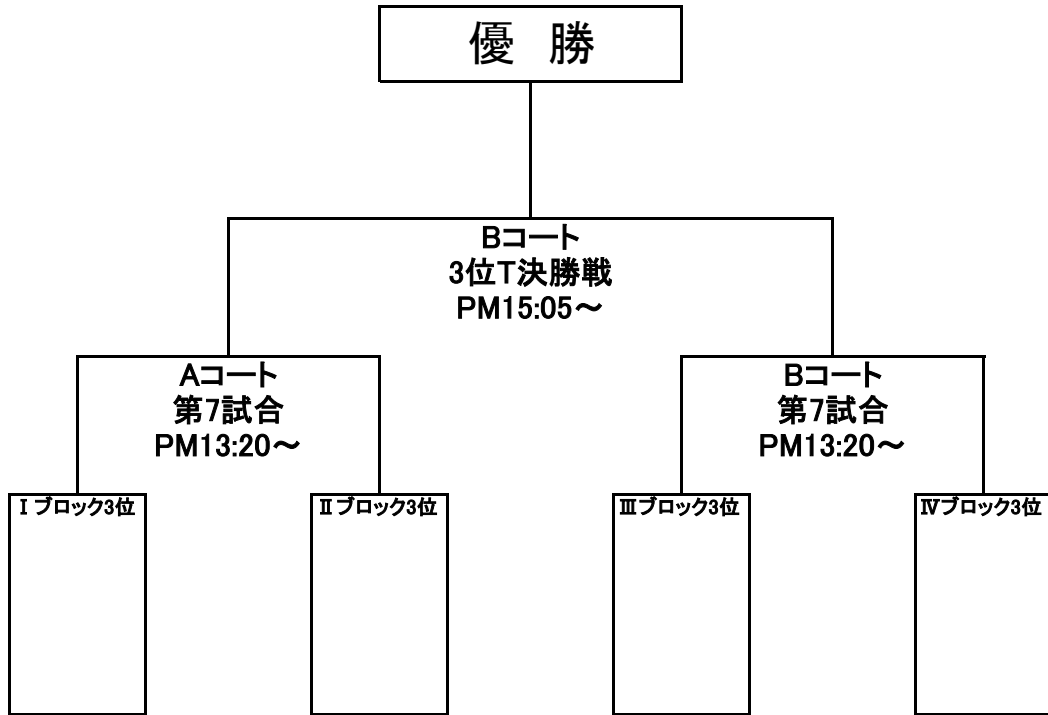 優 勝
Bコート
3位T決勝戦
PM15:05～
Aコート
第7試合
PM13:20～
Bコート
第7試合
PM13:20～
Ⅰブロック3位
Ⅱブロック3位
Ⅲブロック3位
Ⅳブロック3位